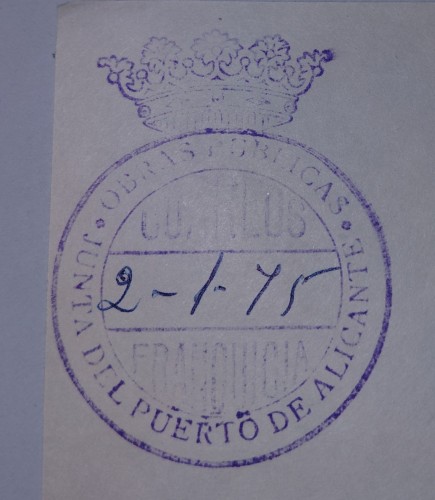 • OBRAS PUBLICAS •
CORREOS
2-1-75
FRANQUICIA
JUNTA DEL PUERTO DE ALICANTE